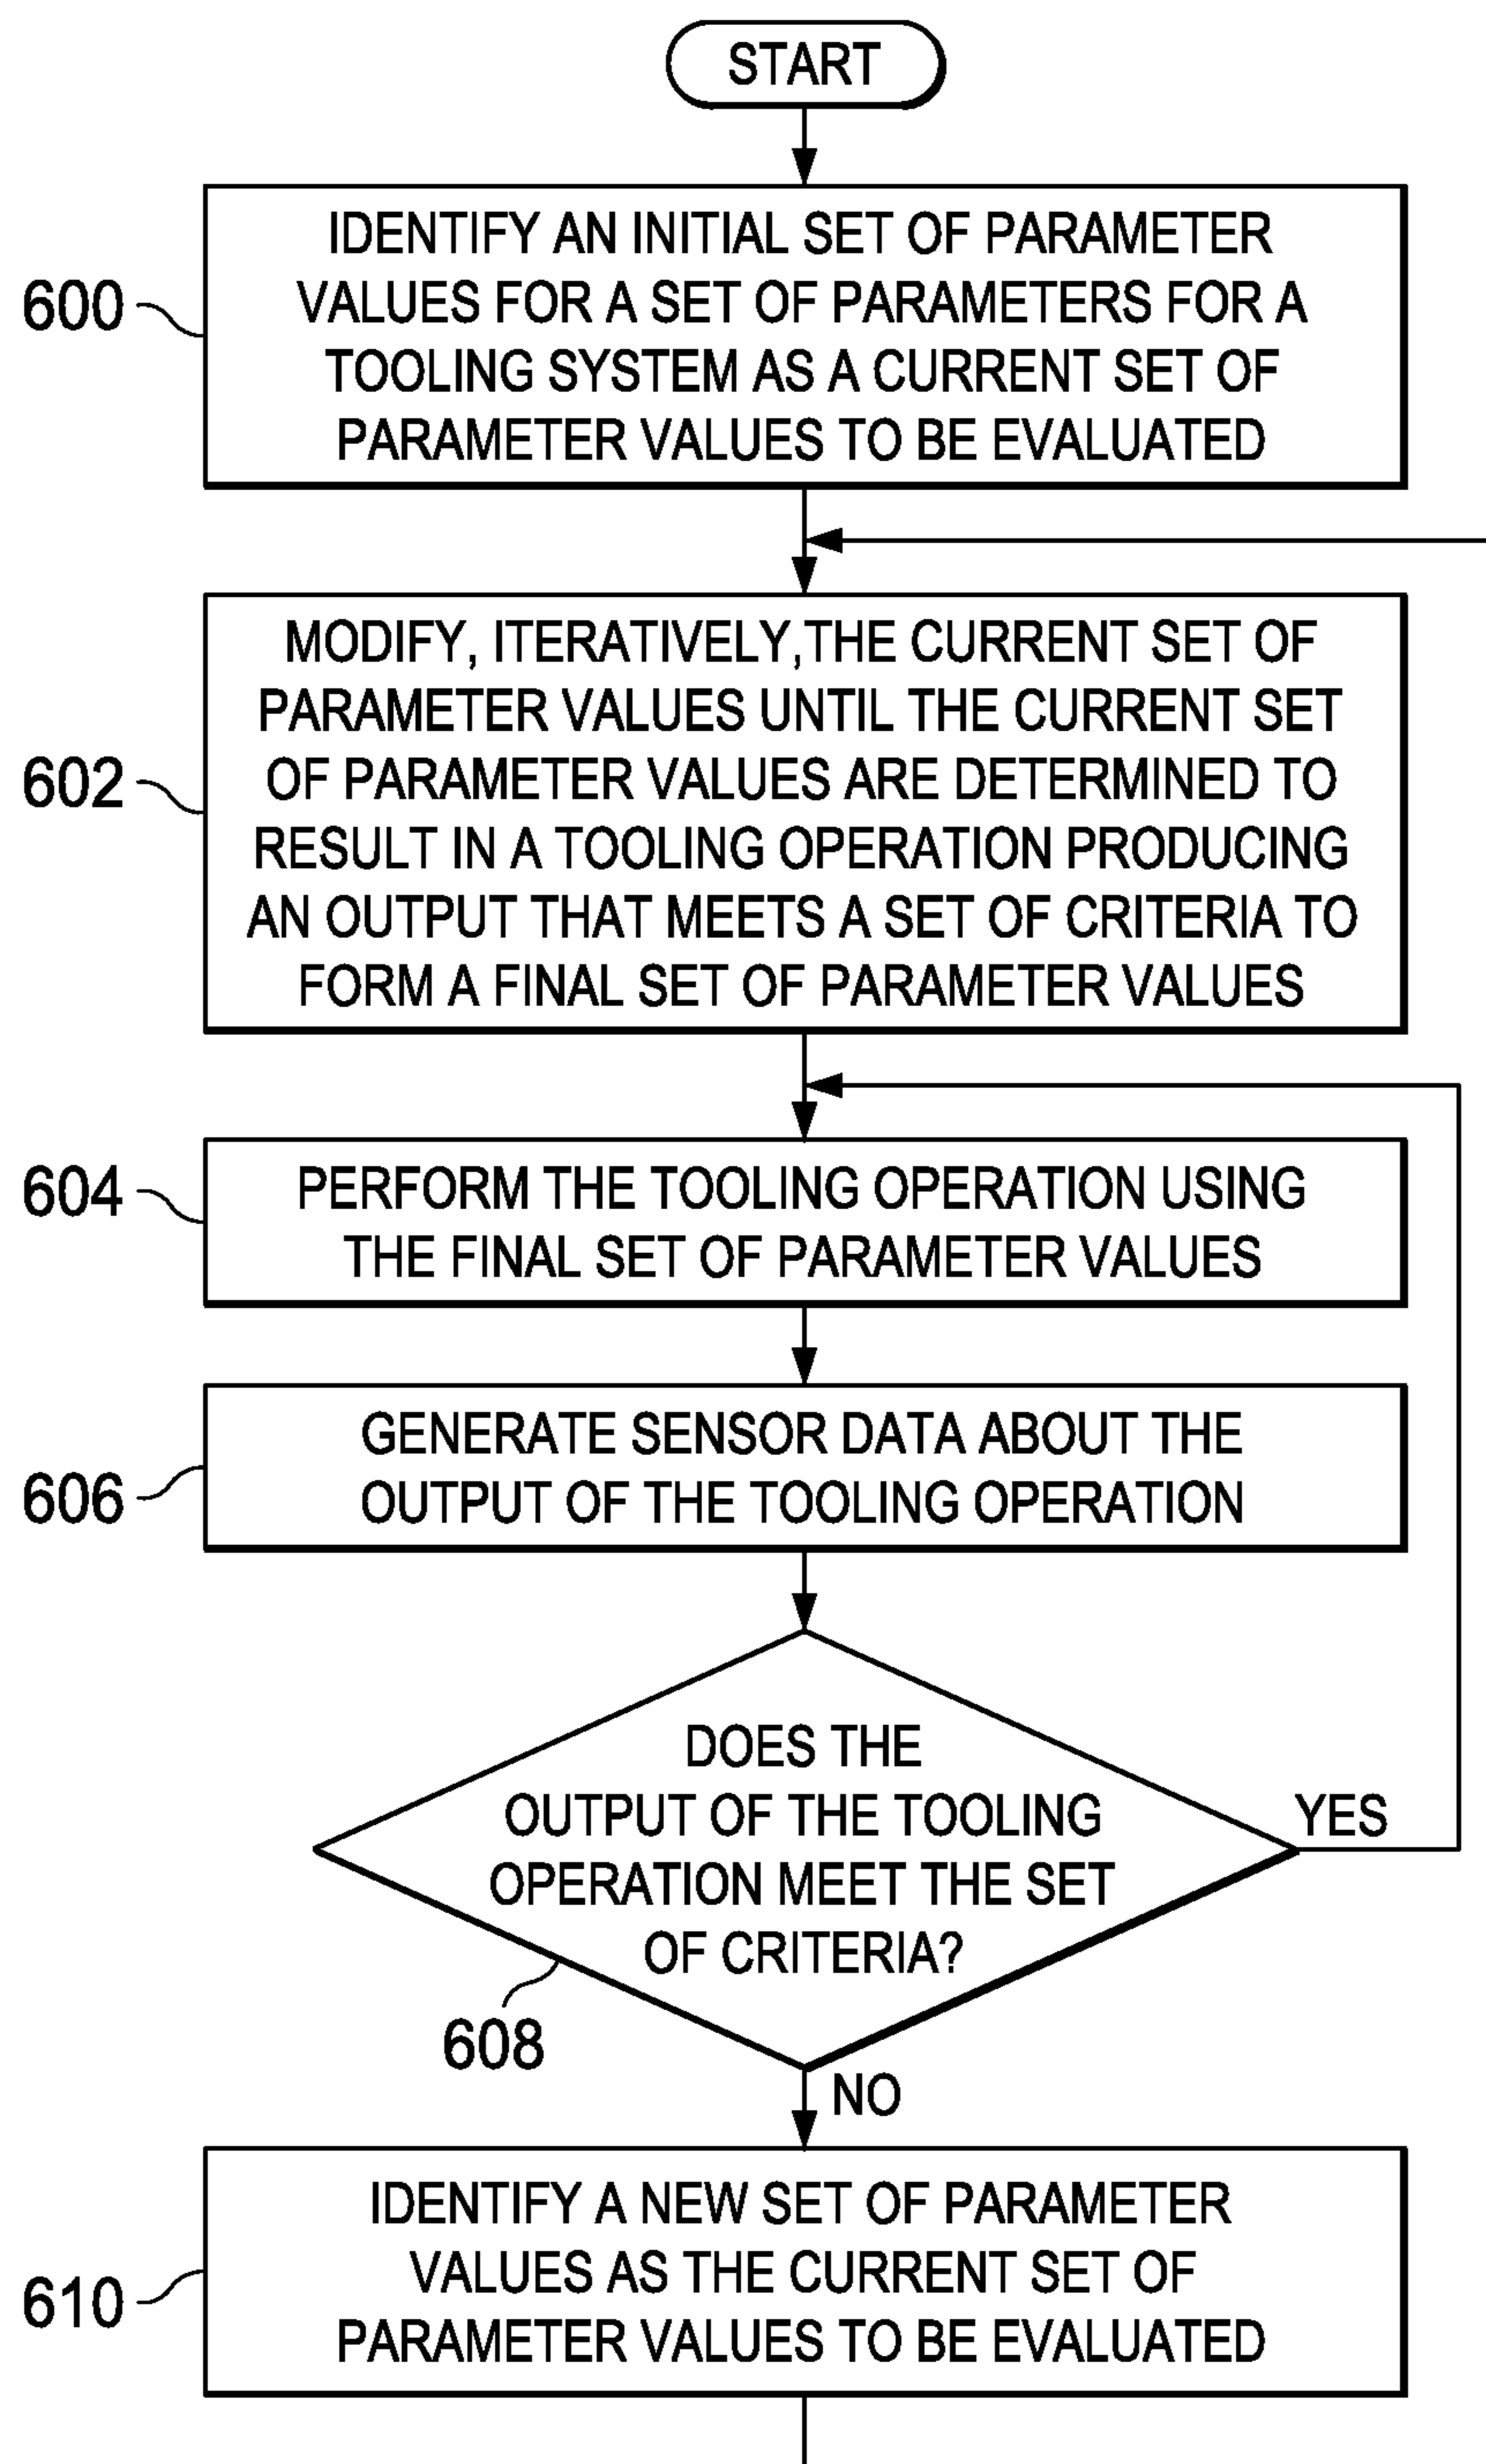 START
IDENTIFY AN INITIAL SET OF PARAMETER
VALUES FOR A SET OF PARAMETERS FOR A
TOOLING SYSTEM AS A CURRENT SET OF
PARAMETER VALUES TO BE EVALUATED
600
MODIFY, ITERATIVELY,THE CURRENT SET OF
PARAMETER VALUES UNTIL THE CURRENT SET
OF PARAMETER VALUES ARE DETERMINED TO
RESULT IN A TOOLING OPERATION PRODUCING
AN OUTPUT THAT MEETS A SET OF CRITERIA TO
FORM A FINAL SET OF PARAMETER VALUES
602
PERFORM THE TOOLING OPERATION USING
THE FINAL SET OF PARAMETER VALUES
604
GENERATE SENSOR DATA ABOUT THE
OUTPUT OF THE TOOLING OPERATION
606
DOES THE
OUTPUT OF THE TOOLING
OPERATION MEET THE SET
OF CRITERIA?
YES
608
NO
IDENTIFY A NEW SET OF PARAMETER
VALUES AS THE CURRENT SET OF
PARAMETER VALUES TO BE EVALUATED
610